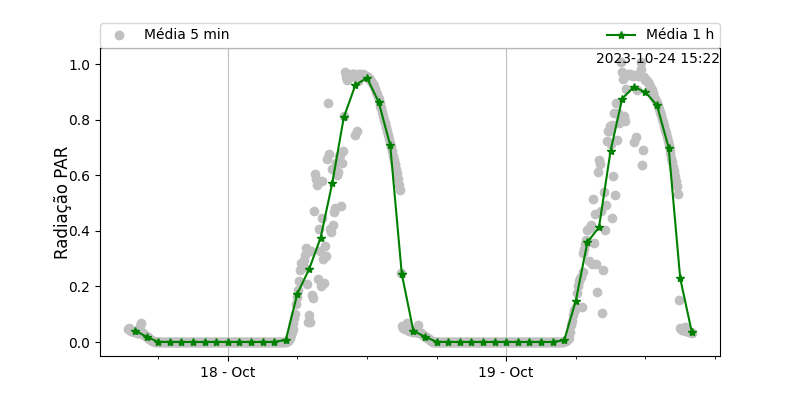 Média 5 min
Média 1 h
2023-10-24 15:22
1.0
0.8
0.6
0.4
0.2
0.0
Radiação PAR
18 - Oct
19 - Oct